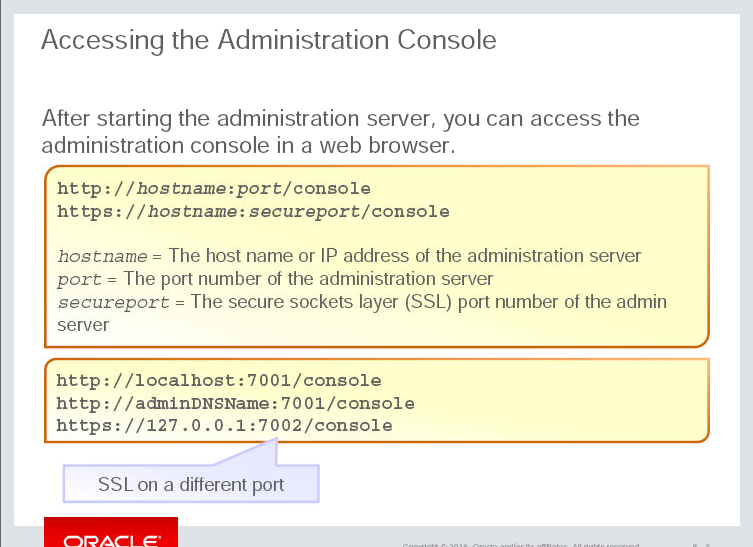 Accessing the Administration Console
After starting the administration server, you can access the
administration console in a web browser.
http://hostname:port/console
https://hostname:secureport/console
hostname = The host name or IP address of the administration server
port = The port number of the administration server
secureport = The secure sockets layer (SSL) port number of the admin
server
http://localhost:7001/console
http://adminDNSName:7001/console
https://127.0.0.1:7002/console
SSL on a different port
ORACLE